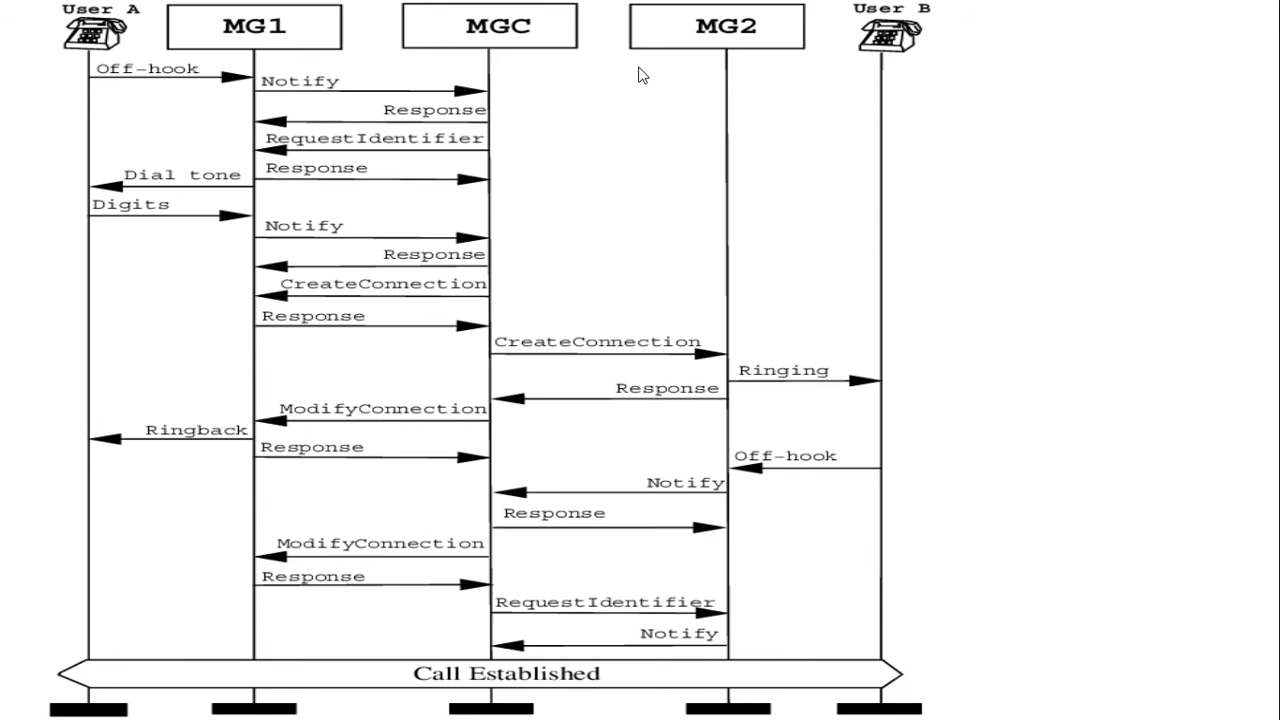 User A
MG1
MGC
MG2
User B
Off-hook
Notify
Response
RequestIdentifier
Response
Dial tone
Digits
Notify
Response
CreateConnection
Response
CreateConnection
Ringing
Response
ModifyConnection
Ringback
Response
Off-hook
Notify
Response
ModifyConnection
Response
RequestIdentifier
Notify
Call Established